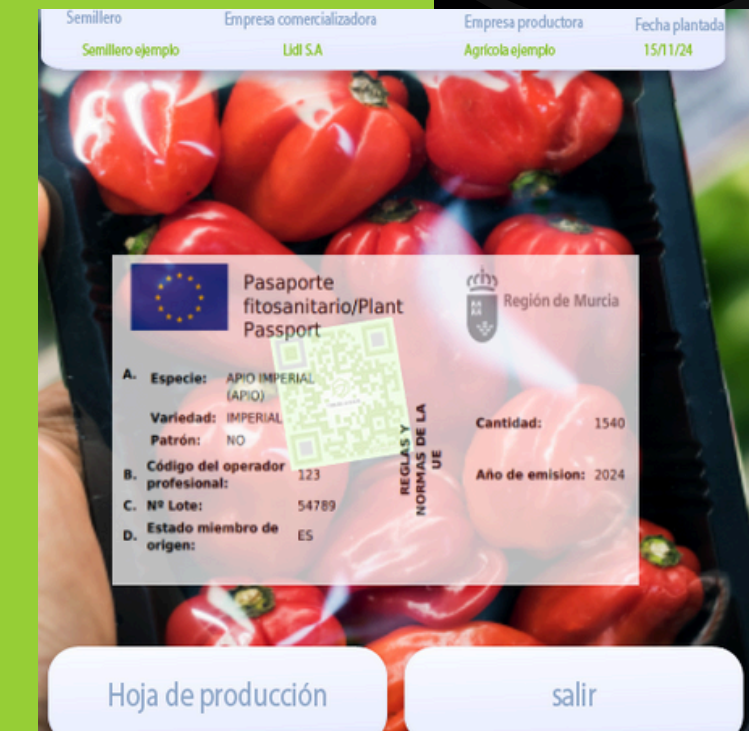 Semillero
Empresa comercializadora
Empresa productora
Fecha plantada
Semillero ejemplo
Lidl S.A
Agrícola ejemplo
15/11/24
Pasaporte
fitosanitario/Plant
Passport
Región de Murcia
A. Especie: APIO IMPERIAL
(APIO)
Variedad: IMPERIAL
Patrón: NO
B. Código del operador
profesional: 123
C. Nº Lote: 54789
D. Estado miembro de
origen: ES
REGLAS Y
NORMAS DE LA
UE
Cantidad: 1540
Año de emision: 2024
Hoja de producción
salir